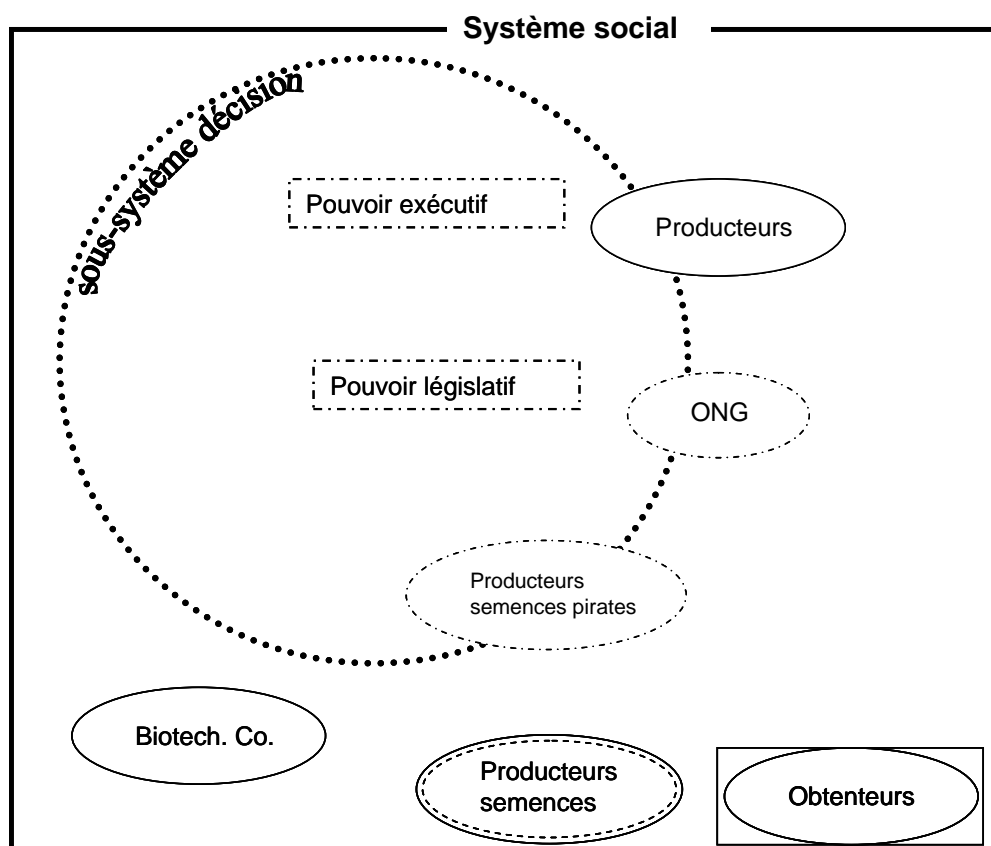 Système social
sous-système décision
Pouvoir exécutif
Producteurs
Pouvoir législatif
ONG
Producteurs
semences pirates
Biotech. Co.
Producteurs
semences
Obtenteurs